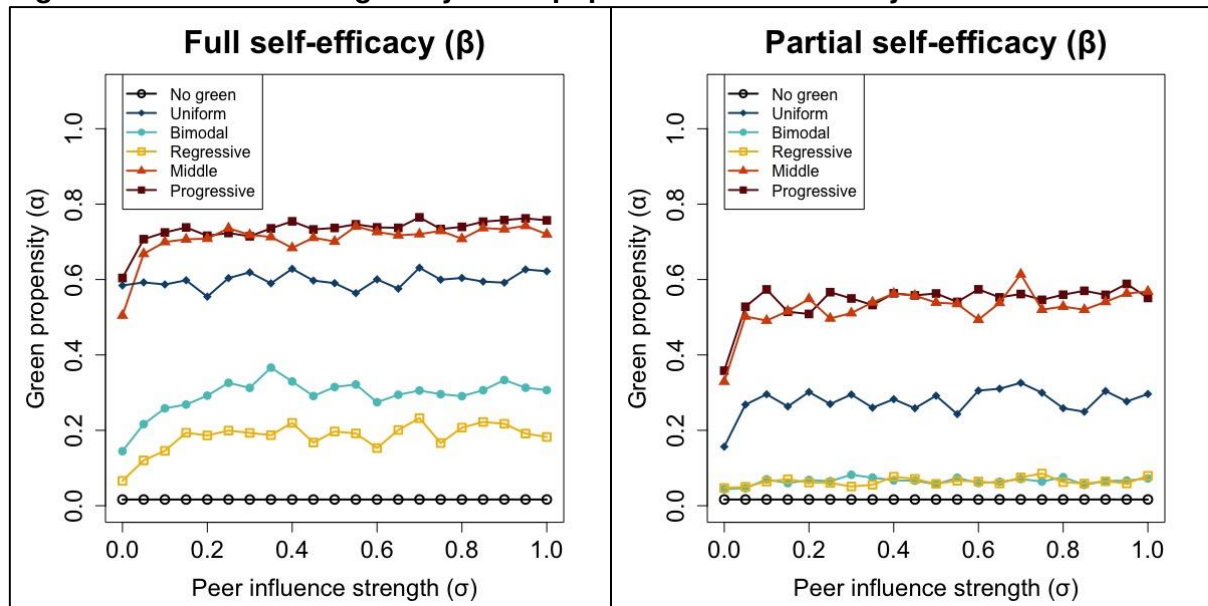 Full self-efficacy (β)
Green propensity (α)
1.0
0.8
0.6
0.4
0.2
0.0
No green
Uniform
Bimodal
Regressive
Middle
Progressive
0.0 0.2 0.4 0.6 0.8 1.0
Peer influence strength (σ)
Partial self-efficacy (β)
Green propensity (α)
1.0
0.8
0.6
0.4
0.2
0.0
No green
Uniform
Bimodal
Regressive
Middle
Progressive
0.0 0.2 0.4 0.6 0.8 1.0
Peer influence strength (σ)